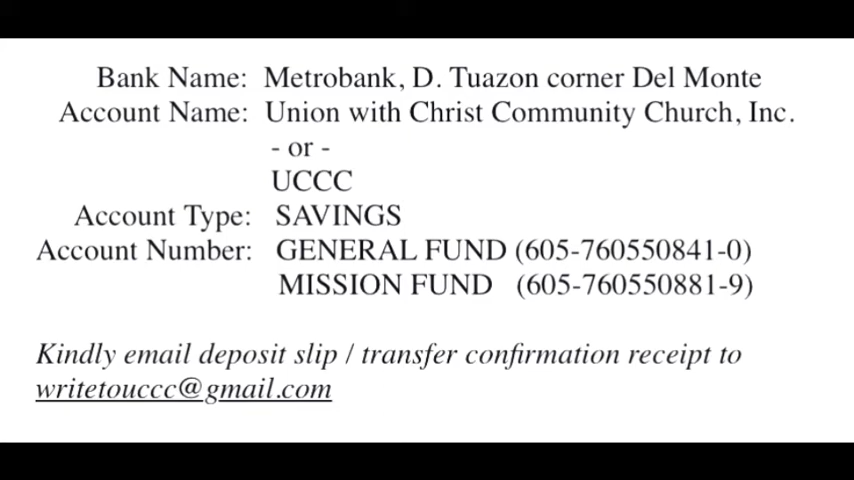 Bank Name: Metrobank, D. Tuazon corner Del Monte
Account Name: Union with Christ Community Church, Inc.
- or -
UCCC
Account Type: SAVINGS
Account Number: GENERAL FUND (605-760550841-0)
MISSION FUND (605-760550881-9)
Kindly email deposit slip / transfer confirmation receipt to
writetouccc@gmail.com